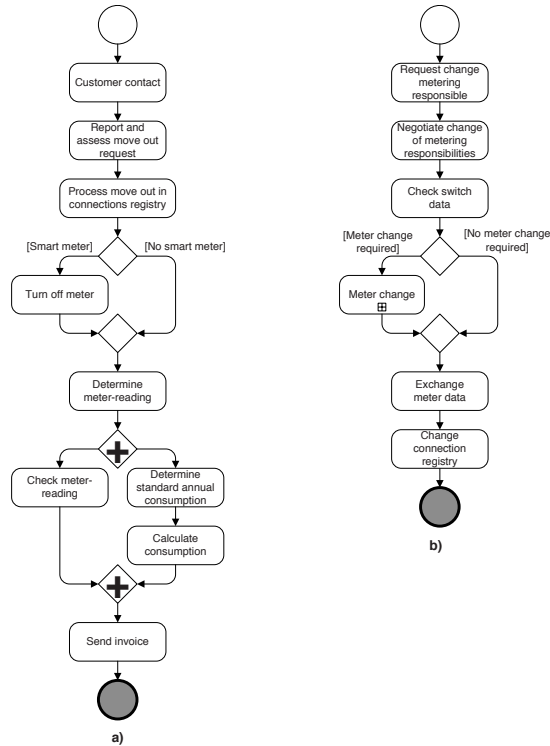 Customer contact
Report and
assess move out
request
Process move out in
connections registry
[Smart meter]
[No smart meter]
Turn off meter
Determine
meter-reading
Check meter-
reading
Determine
standard annual
consumption
Calculate
consumption
Send invoice
a)
Request change
metering
responsible
Negotiate change
of metering
responsibilities
Check switch
data
[Meter change
required]
[No meter change
required]
Meter change
Exchange
meter data
Change
connection
registry
b)